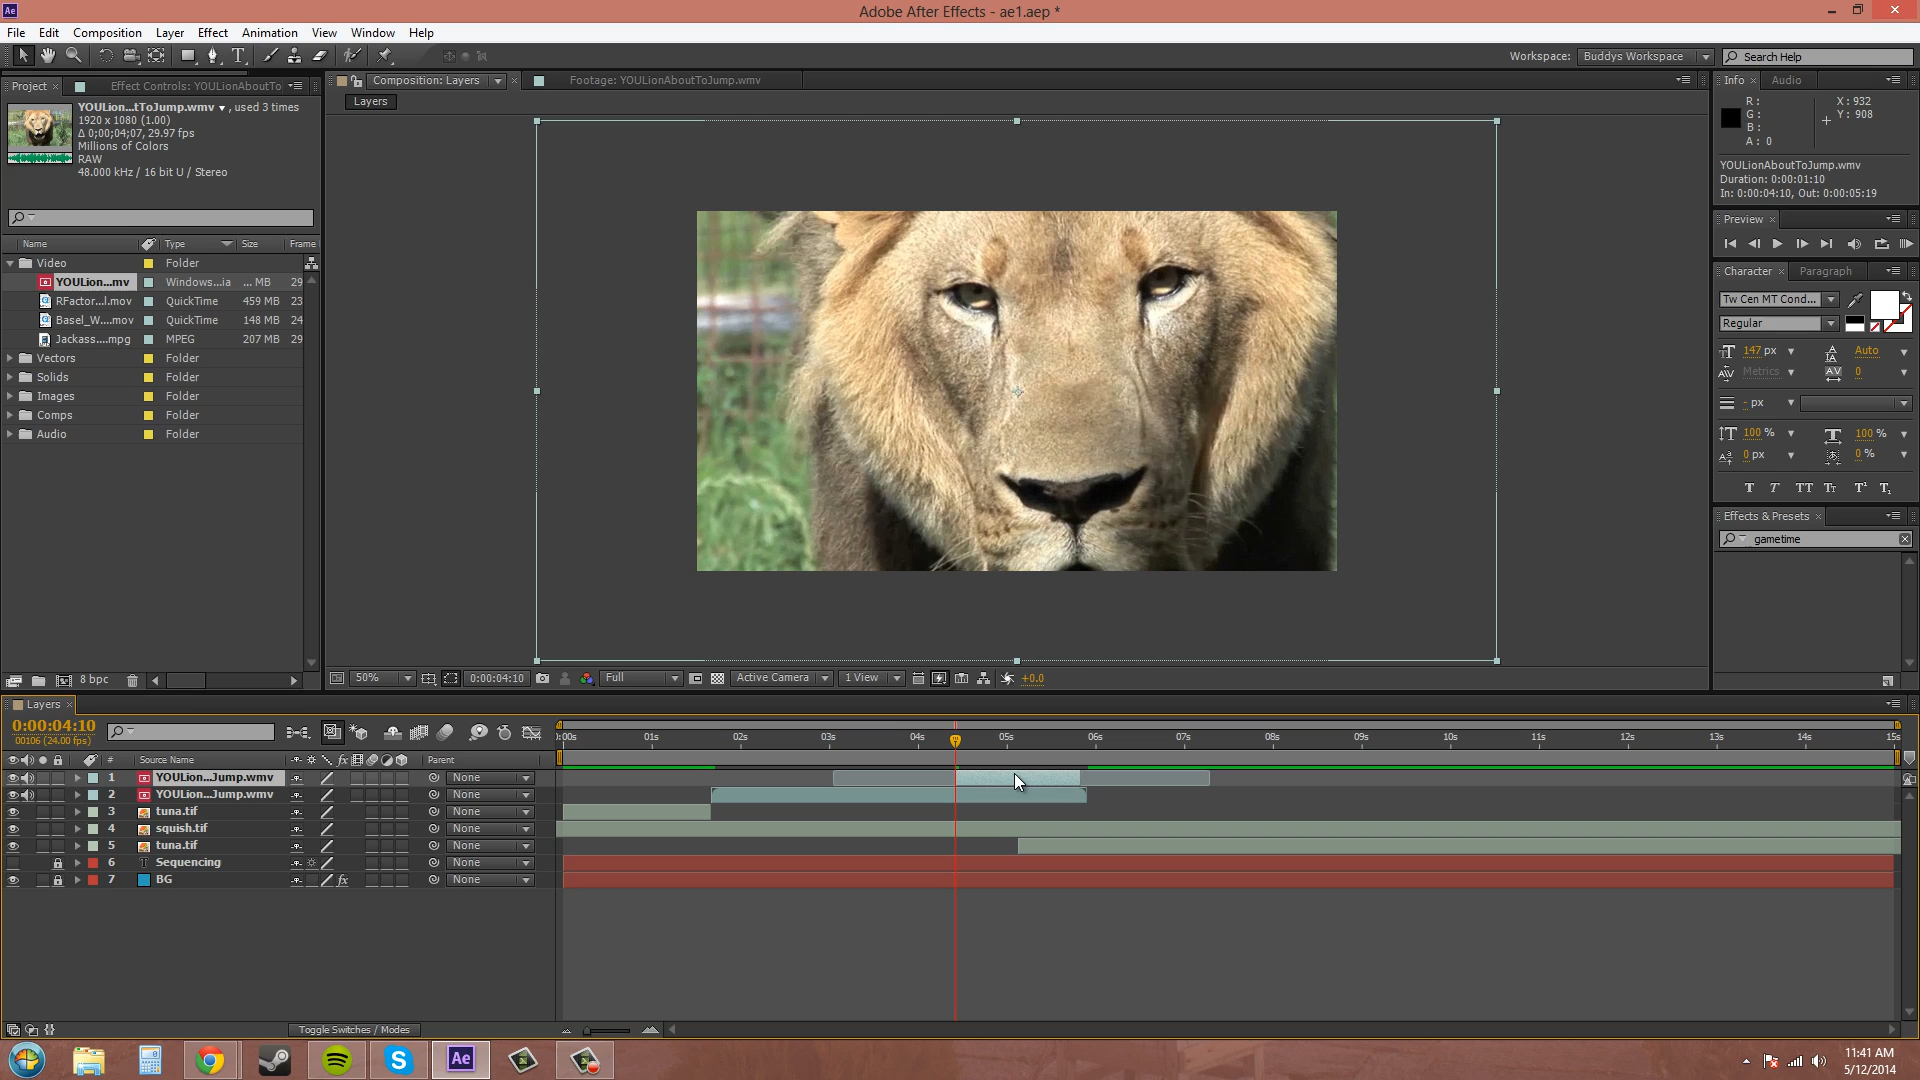 Ae
Adobe After Effects - ae1.aep *
File Edit Composition Layer Effect Animation View Window Help
Workspace: Buddys Workspace Search Help
Project × Effect Controls: YOULionAboutTo
YOULion...tToJump.wmv ▼ , used 3 times
1920 x 1080 (1.00)
Δ 0;00;04;07, 29.97 fps
Millions of Colors
RAW
48.000 kHz / 16 bit U / Stereo
Name Type Size Frame
Video Folder
YOULion...mv Windows...ia ... MB 29
RFactor...l.mov QuickTime 459 MB 23
Basel_W....mov QuickTime 148 MB 24
Jackass....mpg MPEG 207 MB 29
Vectors Folder
Solids Folder
Images Folder
Comps Folder
Audio Folder
8 bpc
Composition: Layers × Footage: YOULionAboutToJump.wmv
Layers
50% 0:00:04:10 Full Active Camera 1 View +0.0
Info × Audio
R :
G :
B :
A : 0
X : 932
Y : 908
YOULionAboutToJump.wmv
Duration: 0:00:01:10
In: 0:00:04:10, Out: 0:00:05:19
Preview ×
Character × Paragraph
Tw Cen MT Cond...
Regular
147 px Auto
Metrics 0
- px
100 % 100 %
0 px 0 %
T T TT Tt T¹ T₁
Effects & Presets ×
gametime
Layers ×
0:00:04:10
00106 (24.00 fps)
# Source Name Parent
1 YOULion...Jump.wmv None
2 YOULion...Jump.wmv None
3 tuna.tif None
4 squish.tif None
5 tuna.tif None
6 T Sequencing None
7 BG None
):00s 01s 02s 03s 04s 05s 06s 07s 08s 09s 10s 11s 12s 13s 14s 15s
Toggle Switches / Modes
Ae
11:41 AM
5/12/2014